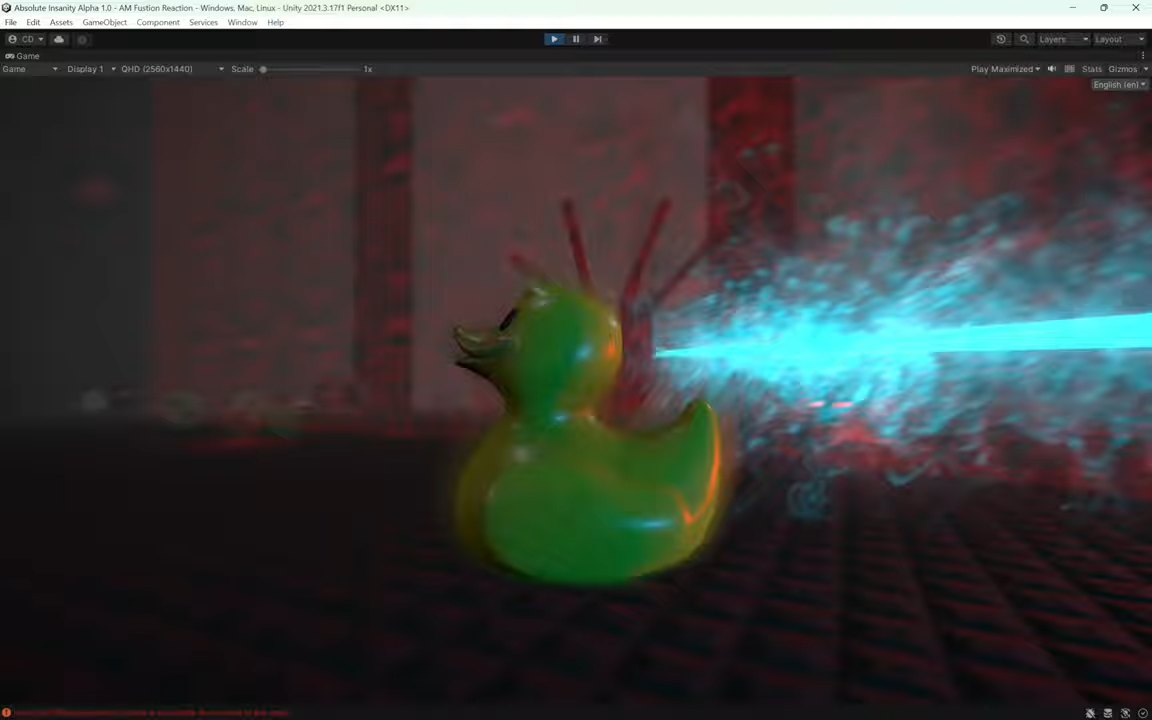 Absolute Insanity Alpha 1.0 - AM Fustion Reaction - Windows, Mac, Linux - Unity 2021.3.17f1 Personal <DX11>
File Edit Assets GameObject Component Services Window Help
CD Layers Layout
Game
Game Display 1 QHD (2560x1440) Scale 1x Play Maximized Stats Gizmos
English (en)